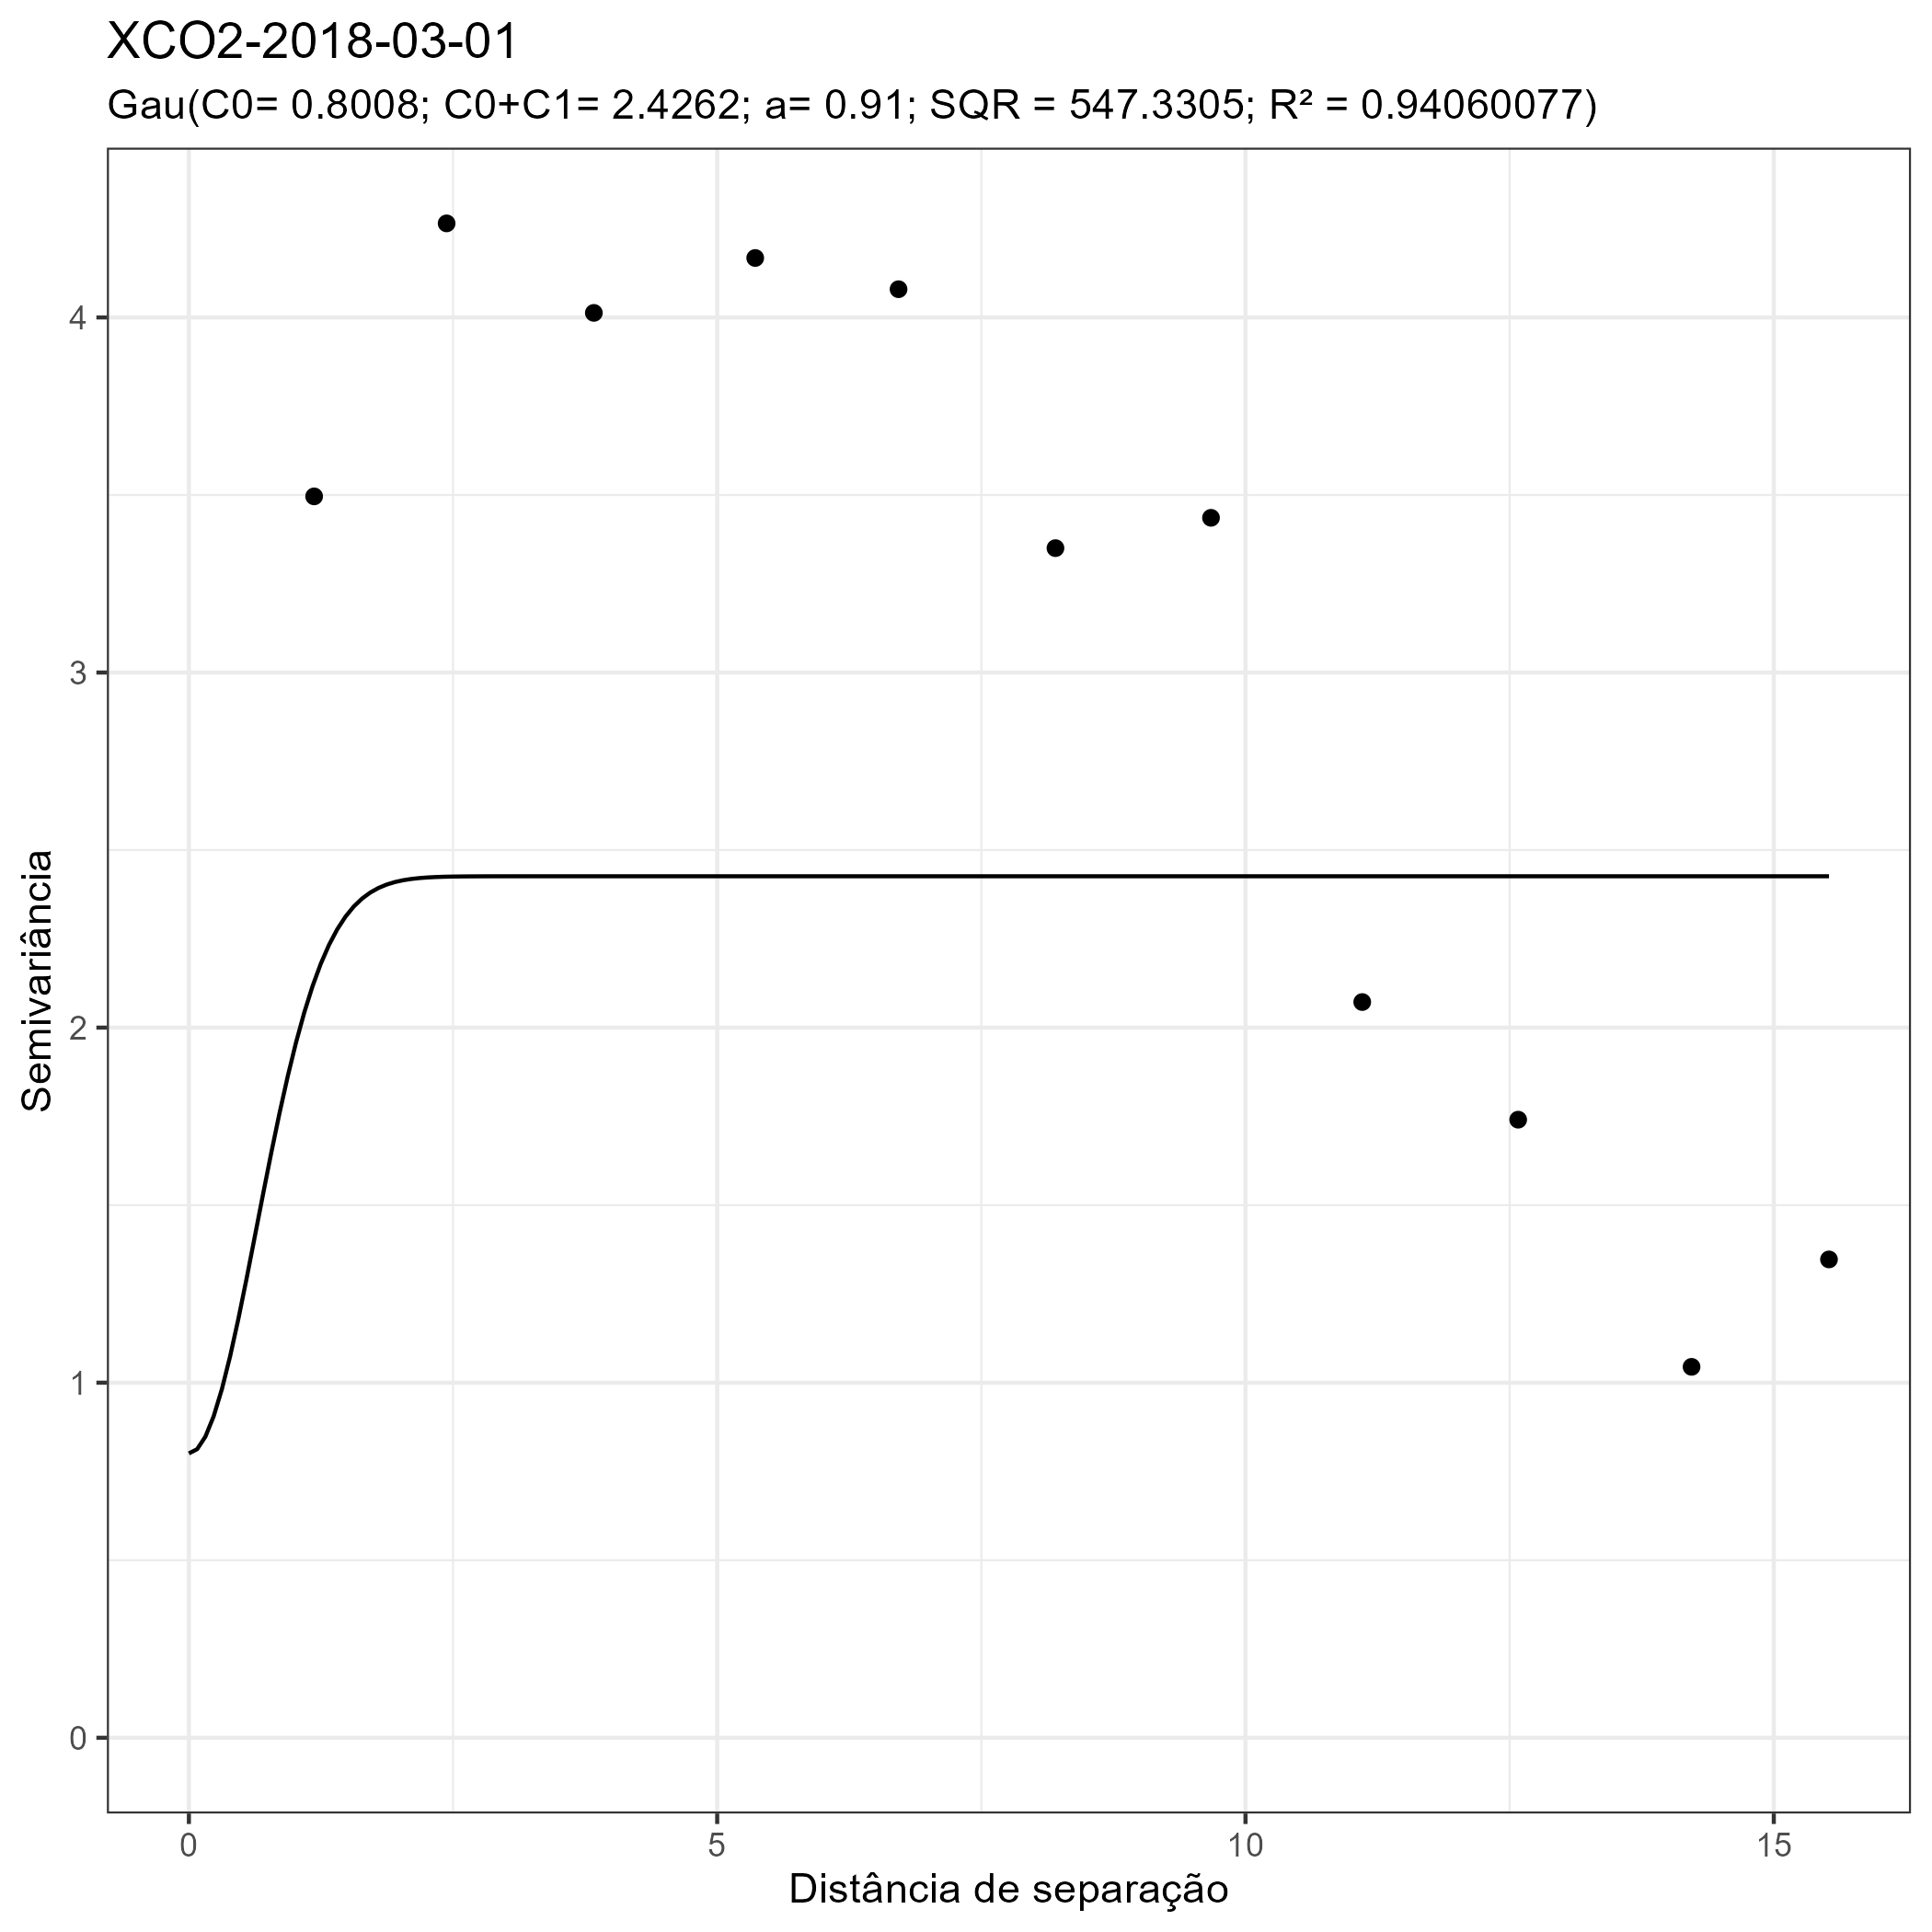 XCO2-2018-03-01
Gau(C0= 0.8008; C0+C1= 2.4262; a= 0.91; SQR = 547.3305; R² = 0.94060077)
Semivariância
4
3
2
1
0
0 5 10 15
Distância de separação